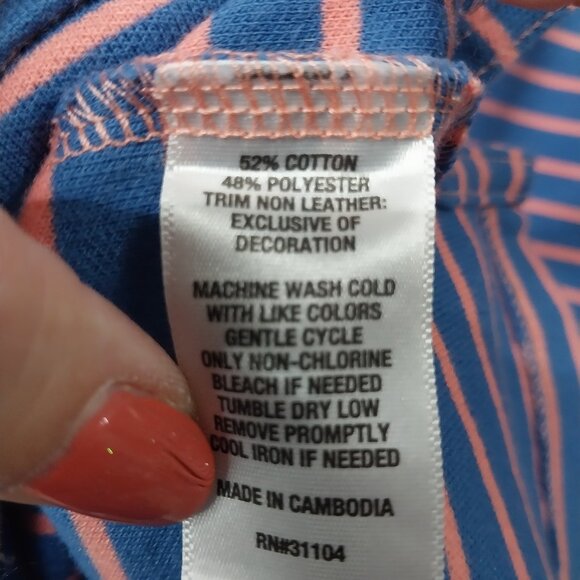 52% COTTON
48% POLYESTER
TRIM NON LEATHER:
EXCLUSIVE OF
DECORATION
MACHINE WASH COLD
WITH LIKE COLORS
GENTLE CYCLE
ONLY NON-CHLORINE
BLEACH IF NEEDED
TUMBLE DRY LOW
REMOVE PROMPTLY
COOL IRON IF NEEDED
MADE IN CAMBODIA
RN#31104